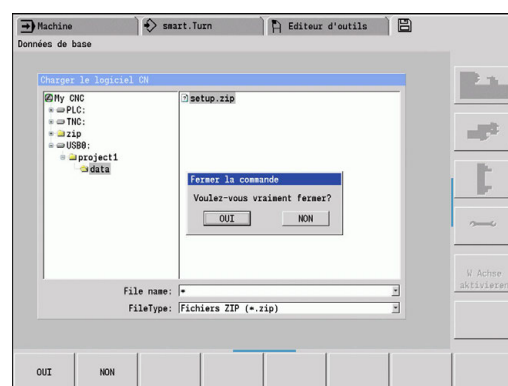 Machine
smart.Turn
Editeur d'outils
Données de base
Charger le logiciel CN
My CNC
PLC:
TNC:
zip
USB0:
project1
data
setup.zip
Fermer la commande
Voulez-vous vraiment fermer?
OUI
NON
File name: *
FileType: Fichiers ZIP (*.zip)
W Achse
aktivieren
OUI
NON